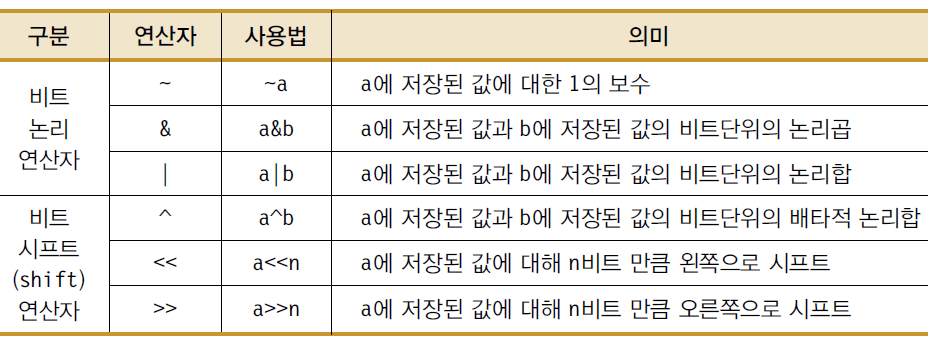 구분 연산자 사용법 의미
비트
논리
연산자
~ ~a a에 저장된 값에 대한 1의 보수
& a&b a에 저장된 값과 b에 저장된 값의 비트단위의 논리곱
| a|b a에 저장된 값과 b에 저장된 값의 비트단위의 논리합
비트
시프트
(shift)
연산자
^ a^b a에 저장된 값과 b에 저장된 값의 비트단위의 배타적 논리합
<< a<<n a에 저장된 값에 대해 n비트 만큼 왼쪽으로 시프트
>> a>>n a에 저장된 값에 대해 n비트 만큼 오른쪽으로 시프트